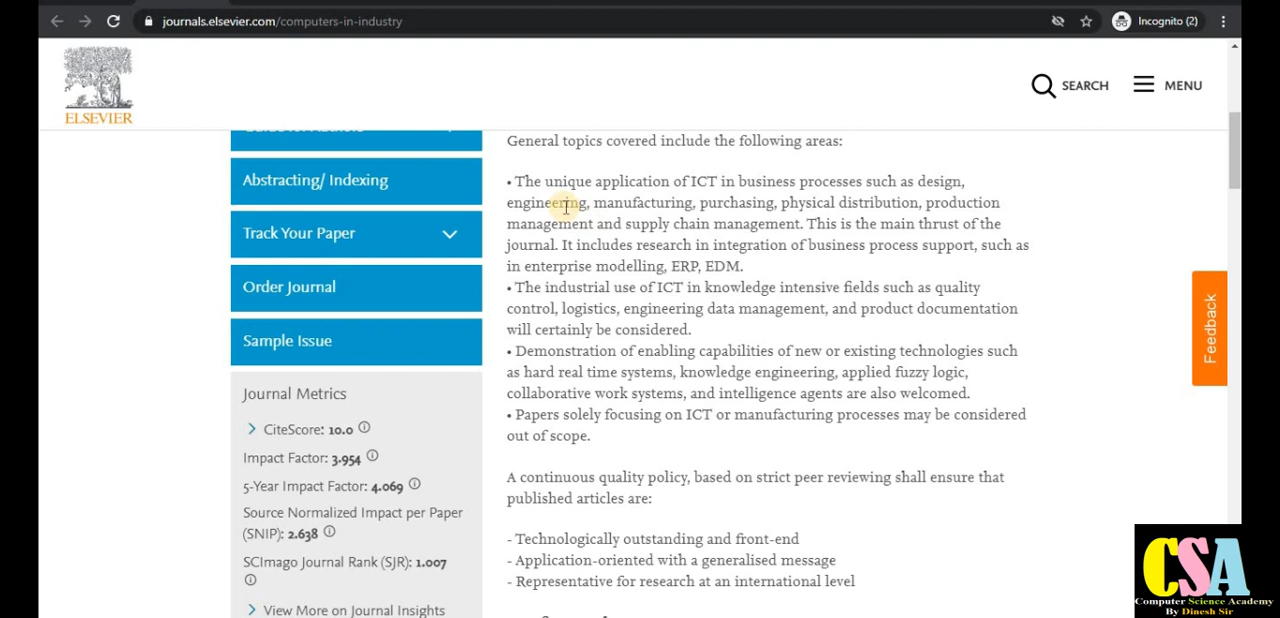 journals.elsevier.com/computers-in-industry
Incognito (2)
ELSEVIER
SEARCH
MENU
Abstracting/ Indexing
Track Your Paper
Order Journal
Sample Issue
Journal Metrics
CiteScore: 10.0
Impact Factor: 3.954
5-Year Impact Factor: 4.069
Source Normalized Impact per Paper
(SNIP): 2.638
SCImago Journal Rank (SJR): 1.007
View More on Journal Insights
General topics covered include the following areas:
• The unique application of ICT in business processes such as design,
engineering, manufacturing, purchasing, physical distribution, production
management and supply chain management. This is the main thrust of the
journal. It includes research in integration of business process support, such as
in enterprise modelling, ERP, EDM.
• The industrial use of ICT in knowledge intensive fields such as quality
control, logistics, engineering data management, and product documentation
will certainly be considered.
• Demonstration of enabling capabilities of new or existing technologies such
as hard real time systems, knowledge engineering, applied fuzzy logic,
collaborative work systems, and intelligence agents are also welcomed.
• Papers solely focusing on ICT or manufacturing processes may be considered
out of scope.
A continuous quality policy, based on strict peer reviewing shall ensure that
published articles are:
- Technologically outstanding and front-end
- Application-oriented with a generalised message
- Representative for research at an international level
Feedback
CSA
Computer Science Academy
By Dinesh Sir